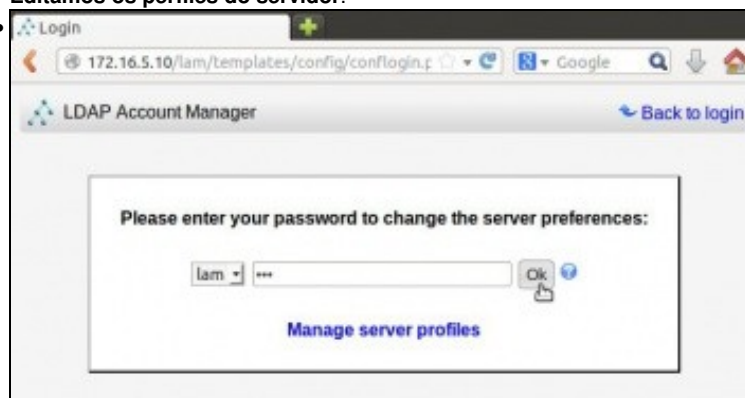 Editamos os perfiles do servidor.
Login
172.16.5.10/lam/templates/config/conflogin.p
Google
LDAP Account Manager
Back to login
Please enter your password to change the server preferences:
lam
•••
Ok
Manage server profiles